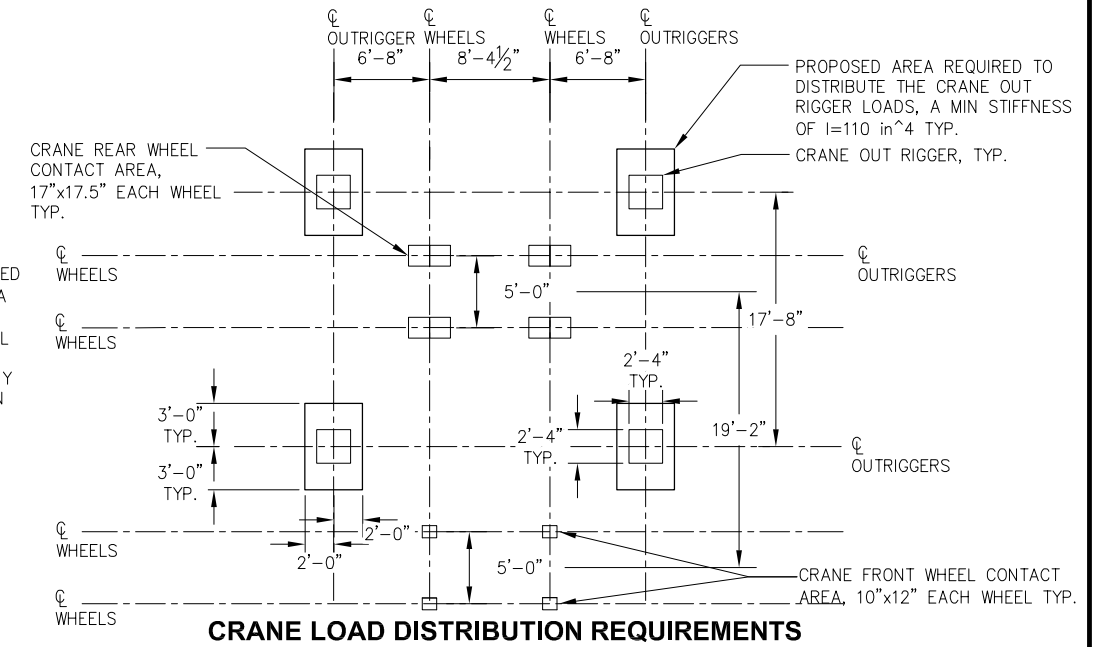 ℄ OUTRIGGER
℄ WHEELS
℄ WHEELS
℄ OUTRIGGERS
6'-8"
8'-4½"
6'-8"
PROPOSED AREA REQUIRED TO
DISTRIBUTE THE CRANE OUT
RIGGER LOADS, A MIN STIFFNESS
OF I=110 in^4 TYP.
CRANE OUT RIGGER, TYP.
CRANE REAR WHEEL
CONTACT AREA,
17"x17.5" EACH WHEEL
TYP.
ED
A
L
Y
N
℄
WHEELS
℄
OUTRIGGERS
5'-0"
17'-8"
℄
WHEELS
2'-4"
TYP.
3'-0"
TYP.
2'-4"
TYP.
19'-2"
℄
OUTRIGGERS
3'-0"
TYP.
℄
WHEELS
2'-0"
2'-0"
5'-0"
CRANE FRONT WHEEL CONTACT
AREA, 10"x12" EACH WHEEL TYP.
℄
WHEELS
CRANE LOAD DISTRIBUTION REQUIREMENTS